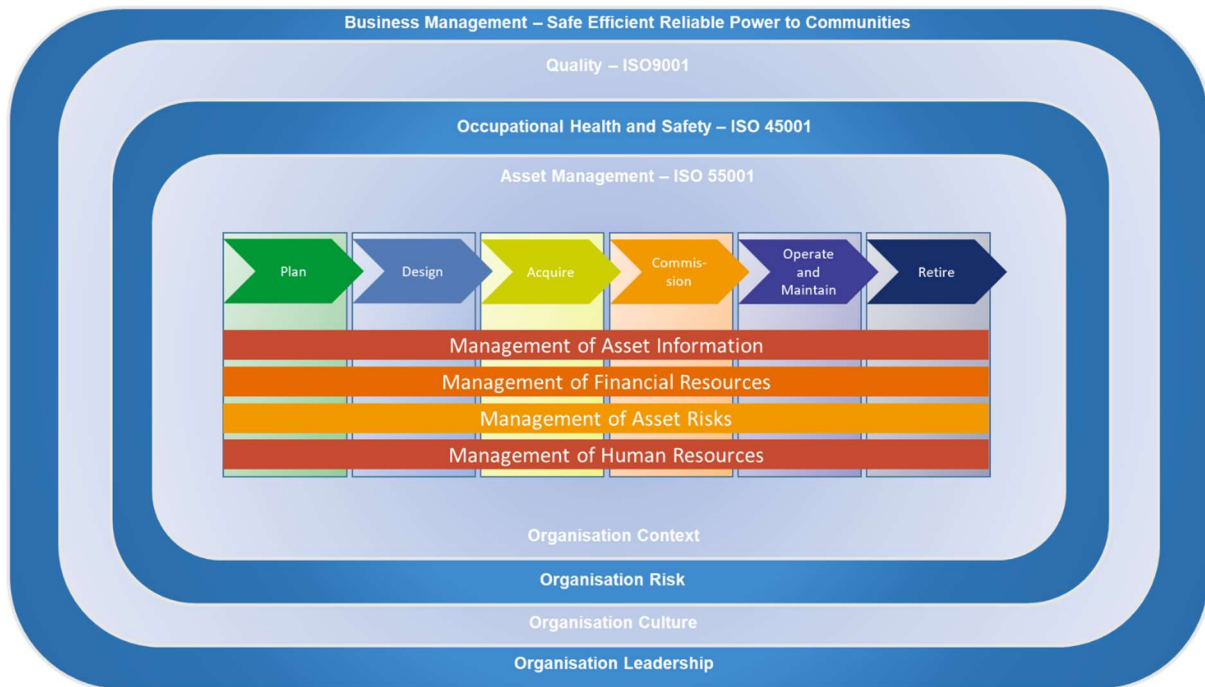 Business Management – Safe Efficient Reliable Power to Communities
Quality – ISO9001
Occupational Health and Safety – ISO 45001
Asset Management – ISO 55001
Plan
Design
Acquire
Commis-
sion
Operate
and
Maintain
Retire
Management of Asset Information
Management of Financial Resources
Management of Asset Risks
Management of Human Resources
Organisation Context
Organisation Risk
Organisation Culture
Organisation Leadership